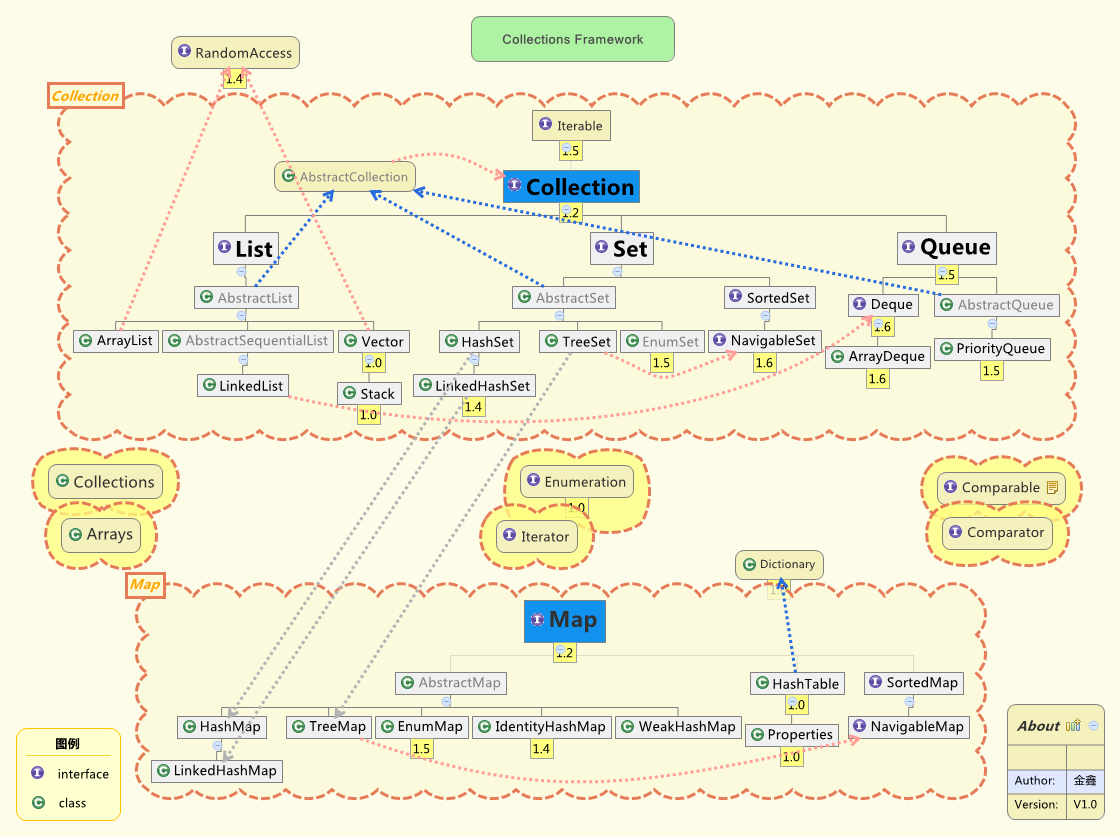 Collections Framework
RandomAccess
1.4
Collection
Iterable
1.5
AbstractCollection
Collection
1.2
List
Set
Queue
1.5
AbstractList
AbstractSet
SortedSet
Deque
AbstractQueue
1.6
ArrayList
AbstractSequentialList
Vector
HashSet
TreeSet
EnumSet
NavigableSet
ArrayDeque
PriorityQueue
1.0
1.5
1.6
1.6
1.5
LinkedList
Stack
LinkedHashSet
1.0
1.4
Collections
Enumeration
Comparable
1.0
Arrays
Iterator
Comparator
Dictionary
Map
Map
1.2
AbstractMap
HashTable
SortedMap
1.0
HashMap
TreeMap
EnumMap
IdentityHashMap
WeakHashMap
Properties
NavigableMap
1.5
1.4
1.0
LinkedHashMap
图例
I interface
C class
About
Author: 金鑫
Version: V1.0